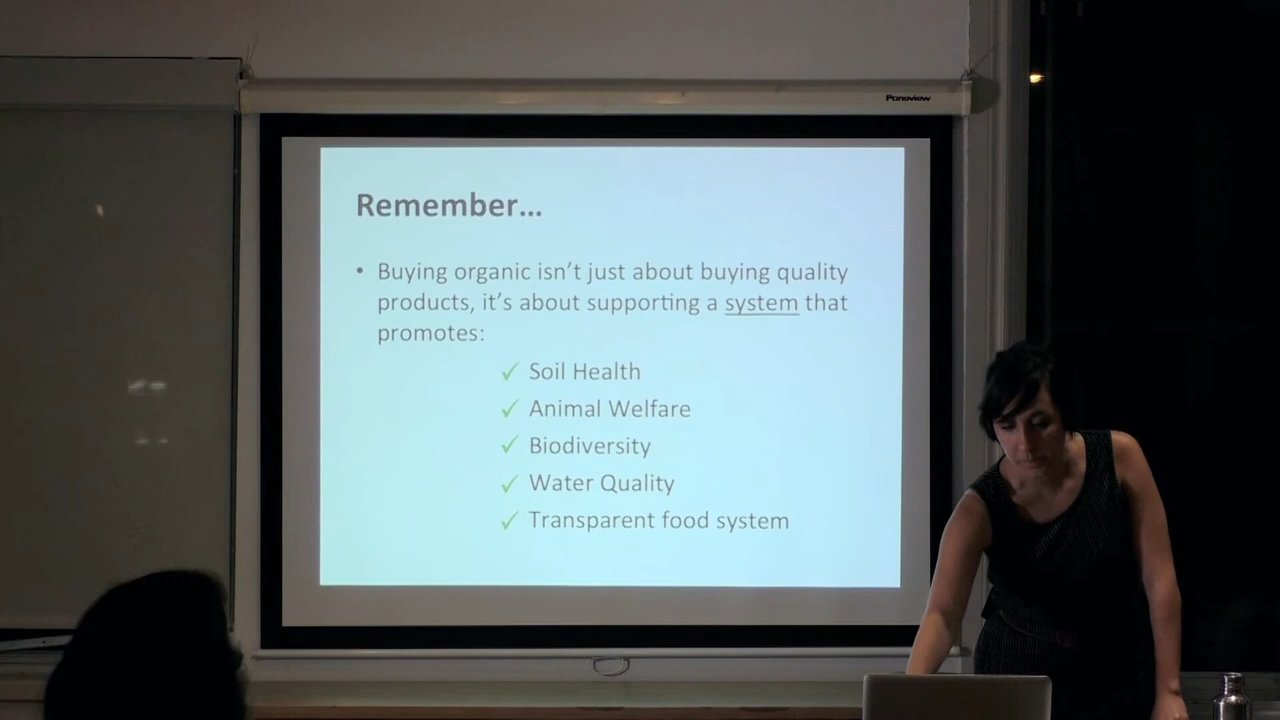 Panoview
Remember...
• Buying organic isn't just about buying quality
products, it's about supporting a system that
promotes:
✓ Soil Health
✓ Animal Welfare
✓ Biodiversity
✓ Water Quality
✓ Transparent food system